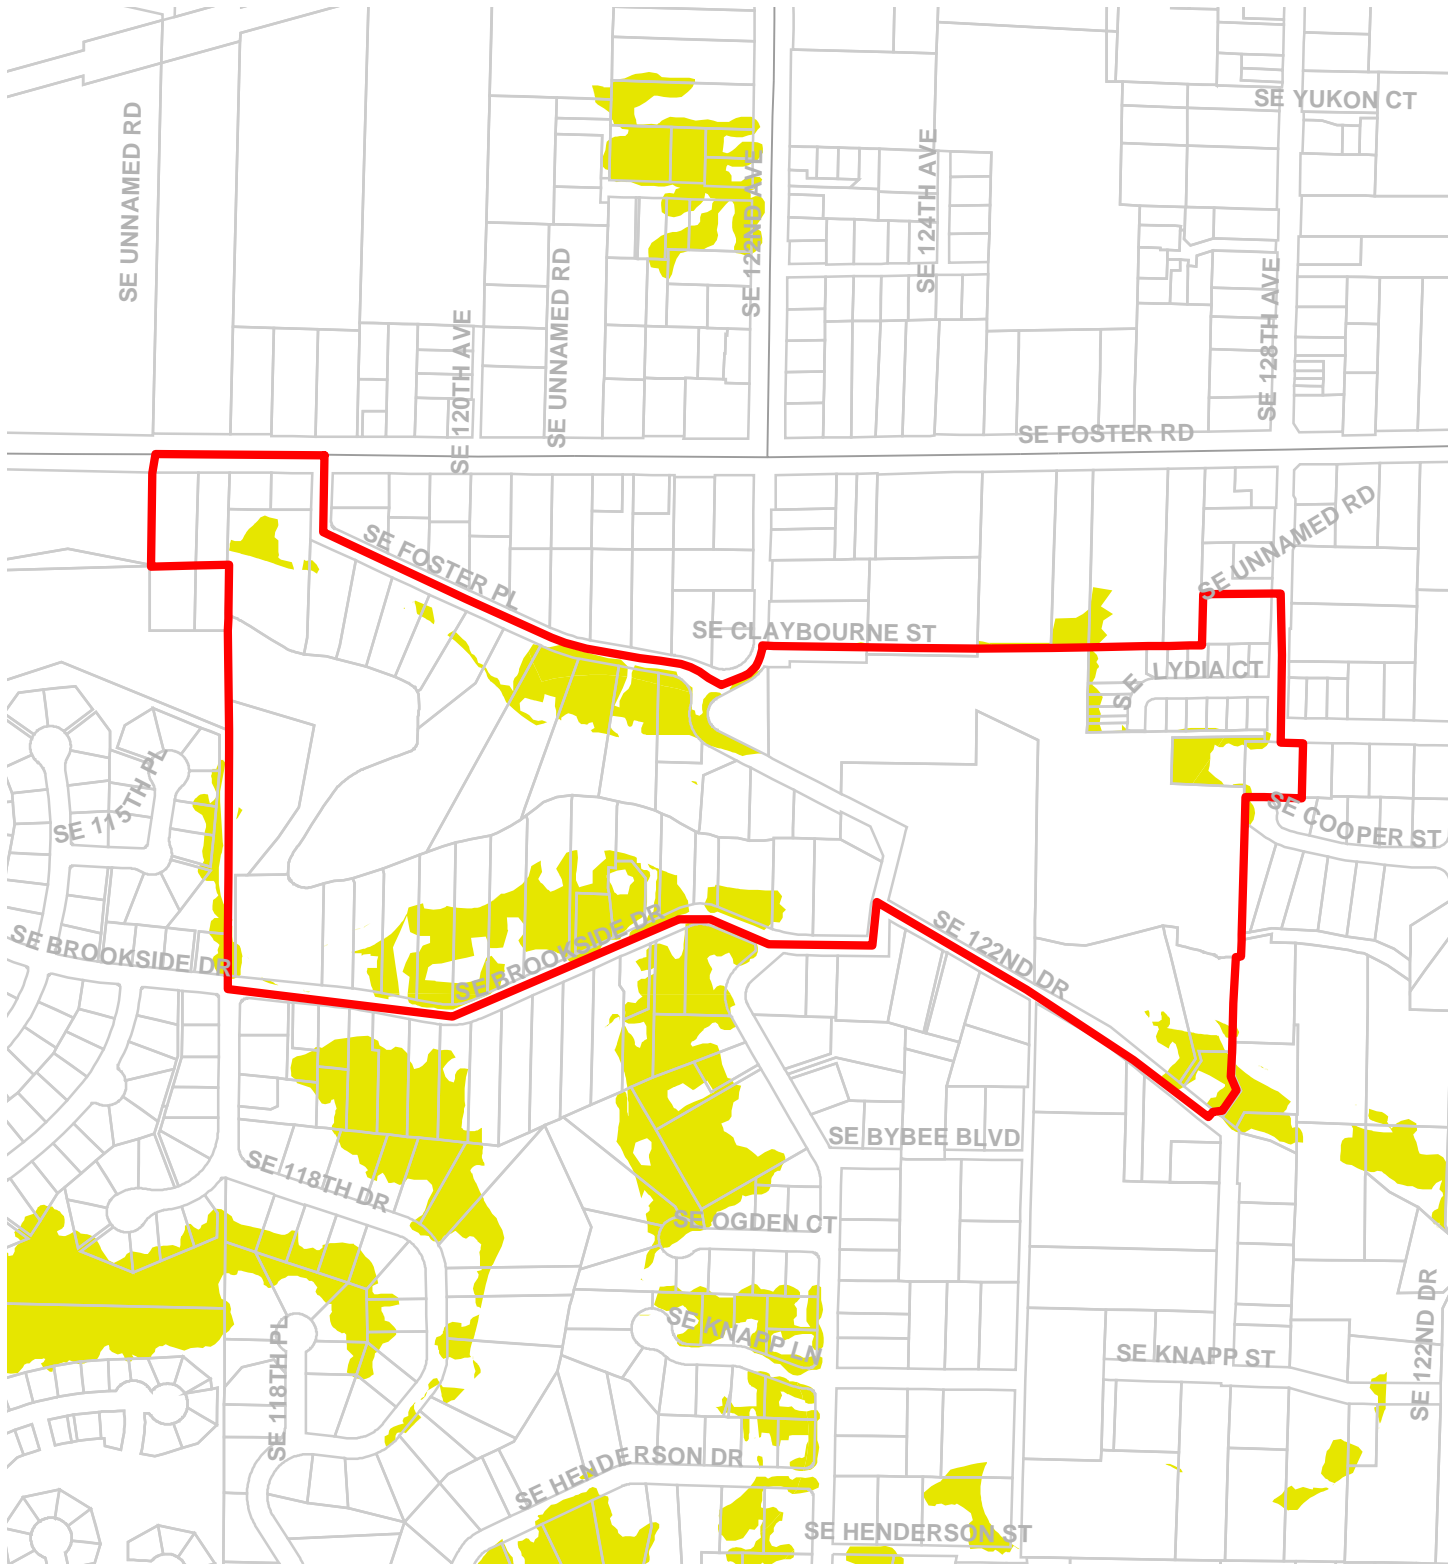 SE YUKON CT
SE UNNAMED RD
SE 122ND AVE
SE 124TH AVE
SE UNNAMED RD
SE 128TH AVE
SE 120TH AVE
SE FOSTER RD
SE UNNAMED RD
SE FOSTER PL
SE CLAYBOURNE ST
SE LYDIA CT
SE 115TH PL
SE COOPER ST
SE BROOKSIDE DR
SE BROOKSIDE DR
SE 122ND DR
SE BYBEE BLVD
SE 118TH DR
SE OGDEN CT
SE 122ND DR
SE KNAPP LN
SE KNAPP ST
SE 118TH PL
SE HENDERSON DR
SE HENDERSON ST